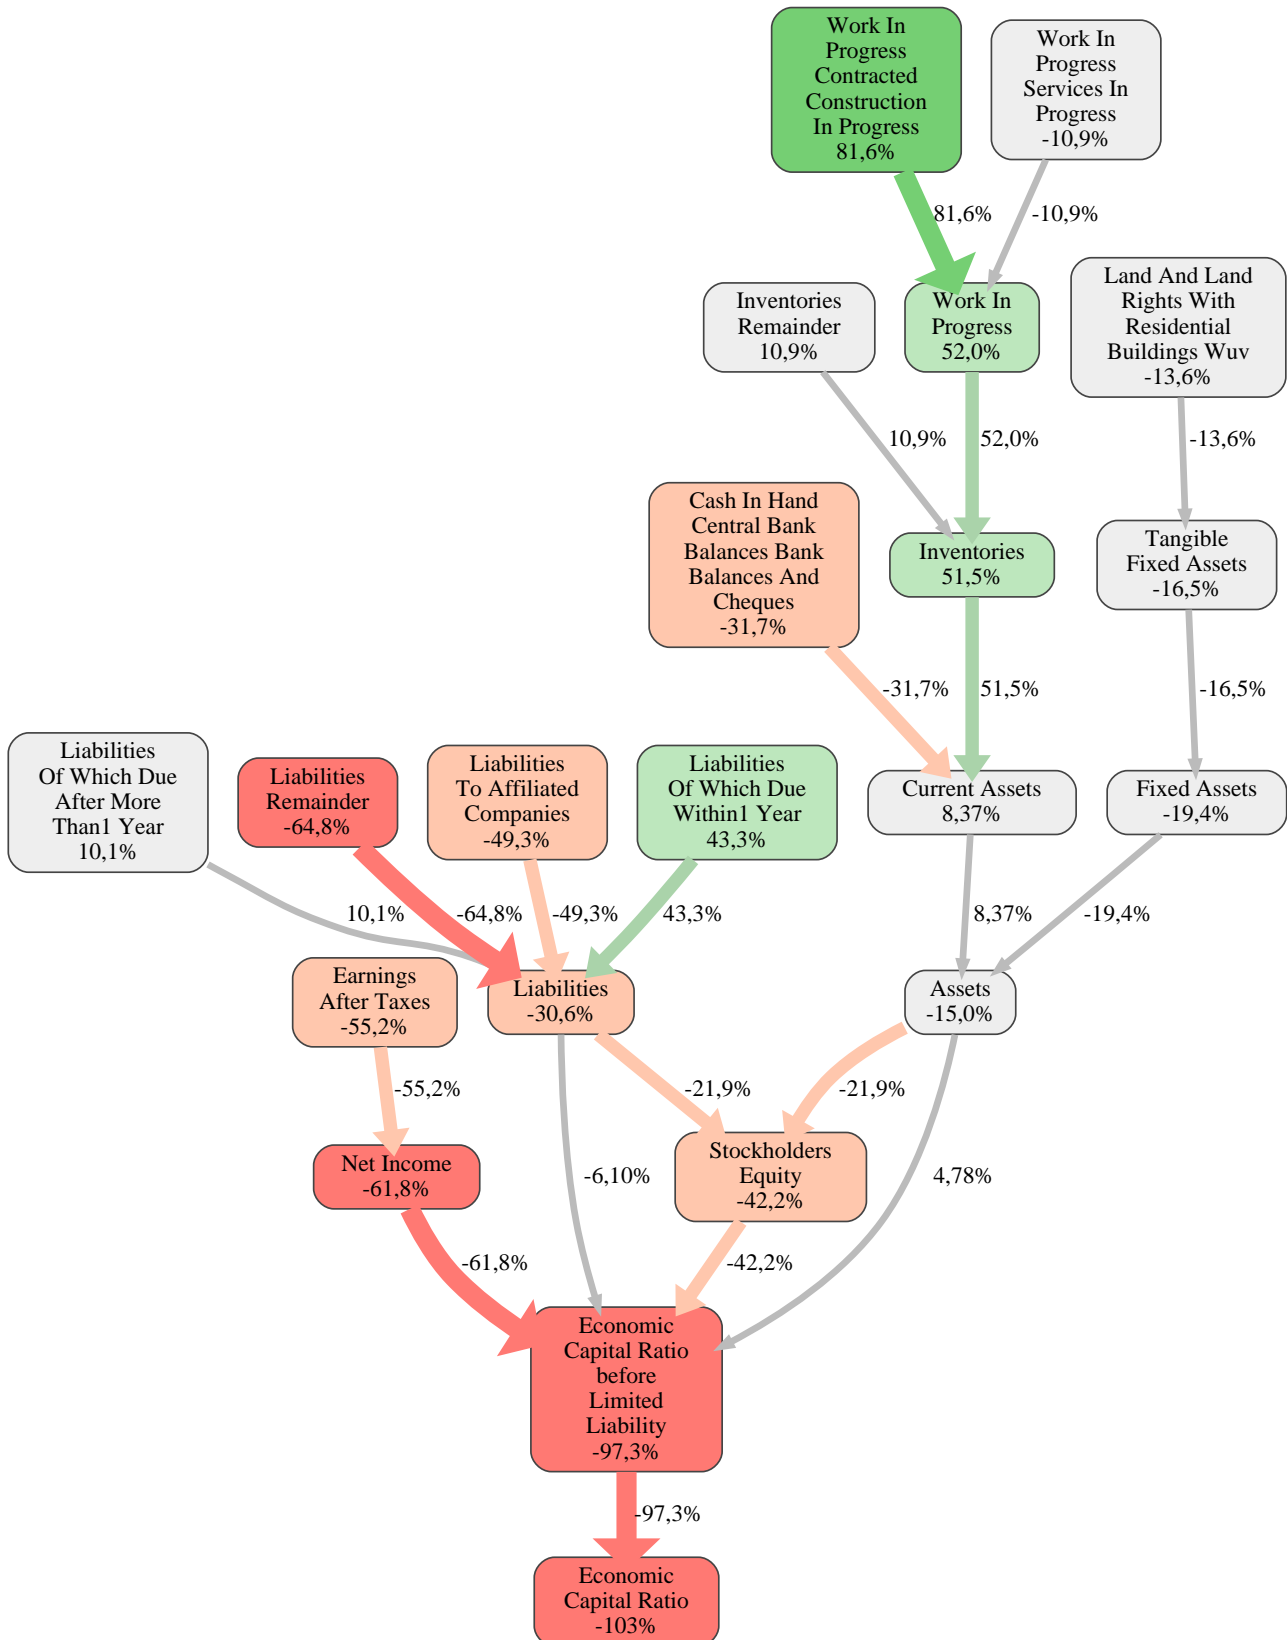 Work In
Progress
Contracted
Construction
In Progress
81,6%
Work In
Progress
Services In
Progress
-10,9%
81,6%
-10,9%
Inventories
Remainder
10,9%
Work In
Progress
52,0%
Land And Land
Rights With
Residential
Buildings Wuv
-13,6%
10,9%
52,0%
-13,6%
Cash In Hand
Central Bank
Balances Bank
Balances And
Cheques
-31,7%
Inventories
51,5%
Tangible
Fixed Assets
-16,5%
-31,7%
51,5%
-16,5%
Liabilities
Of Which Due
After More
Than1 Year
10,1%
Liabilities
Remainder
-64,8%
Liabilities
To Affiliated
Companies
-49,3%
Liabilities
Of Which Due
Within1 Year
43,3%
Current Assets
8,37%
Fixed Assets
-19,4%
10,1%
-64,8%
-49,3%
43,3%
8,37%
-19,4%
Earnings
After Taxes
-55,2%
Liabilities
-30,6%
Assets
-15,0%
-55,2%
-21,9%
-21,9%
Net Income
-61,8%
-6,10%
Stockholders
Equity
-42,2%
4,78%
-61,8%
-42,2%
Economic
Capital Ratio
before
Limited
Liability
-97,3%
-97,3%
Economic
Capital Ratio
-103%